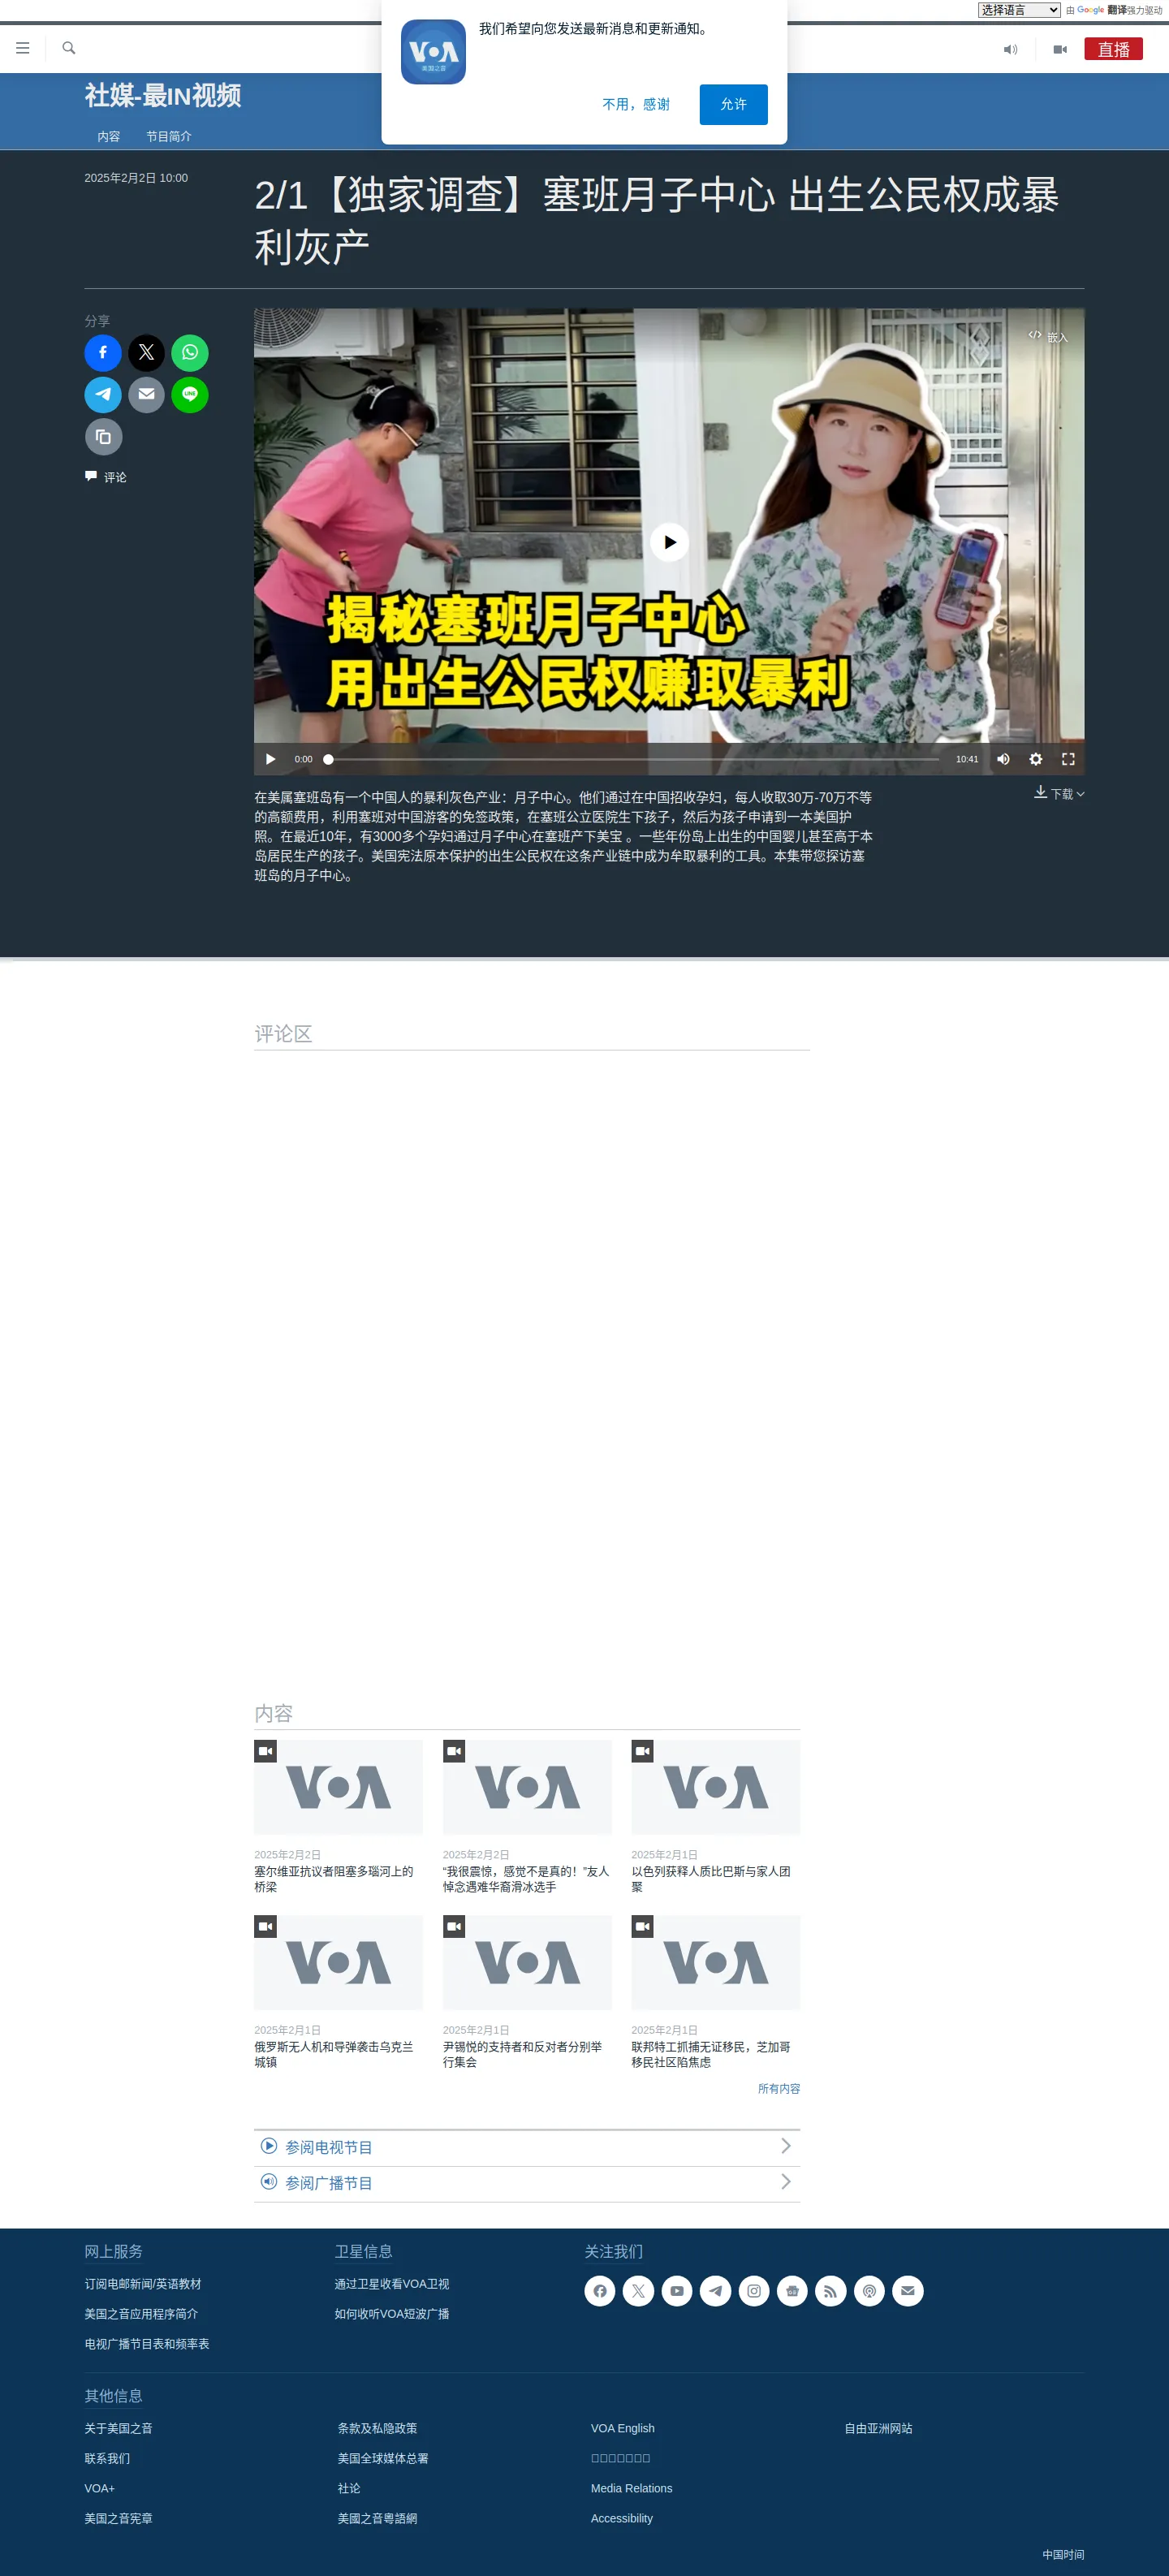 选择语言 由 Google 翻译强力驱动
我们希望向您发送最新消息和更新通知。
VOA
美国之音
不用，感谢
允许
直播
社媒-最IN视频
内容
节目简介
2025年2月2日 10:00
2/1【独家调查】塞班月子中心 出生公民权成暴
利灰产
分享
LINE
评论
嵌入
揭秘塞班月子中心
用出生公民权赚取暴利
0:00
10:41
下载
在美属塞班岛有一个中国人的暴利灰色产业：月子中心。他们通过在中国招收孕妇，每人收取30万-70万不等
的高额费用，利用塞班对中国游客的免签政策，在塞班公立医院生下孩子，然后为孩子申请到一本美国护
照。在最近10年，有3000多个孕妇通过月子中心在塞班产下美宝 。一些年份岛上出生的中国婴儿甚至高于本
岛居民生产的孩子。美国宪法原本保护的出生公民权在这条产业链中成为牟取暴利的工具。本集带您探访塞
班岛的月子中心。
评论区
内容
VOA
VOA
VOA
2025年2月2日
塞尔维亚抗议者阻塞多瑙河上的
桥梁
2025年2月2日
“我很震惊，感觉不是真的！”友人
悼念遇难华裔滑冰选手
2025年2月1日
以色列获释人质比巴斯与家人团
聚
VOA
VOA
VOA
2025年2月1日
俄罗斯无人机和导弹袭击乌克兰
城镇
2025年2月1日
尹锡悦的支持者和反对者分别举
行集会
2025年2月1日
联邦特工抓捕无证移民，芝加哥
移民社区陷焦虑
所有内容
参阅电视节目
参阅广播节目
网上服务
订阅电邮新闻/英语教材
美国之音应用程序简介
电视广播节目表和频率表
卫星信息
通过卫星收看VOA卫视
如何收听VOA短波广播
关注我们
其他信息
关于美国之音
联系我们
VOA+
美国之音宪章
条款及私隐政策
美国全球媒体总署
社论
美國之音粵語網
VOA English
Media Relations
Accessibility
自由亚洲网站
中国时间